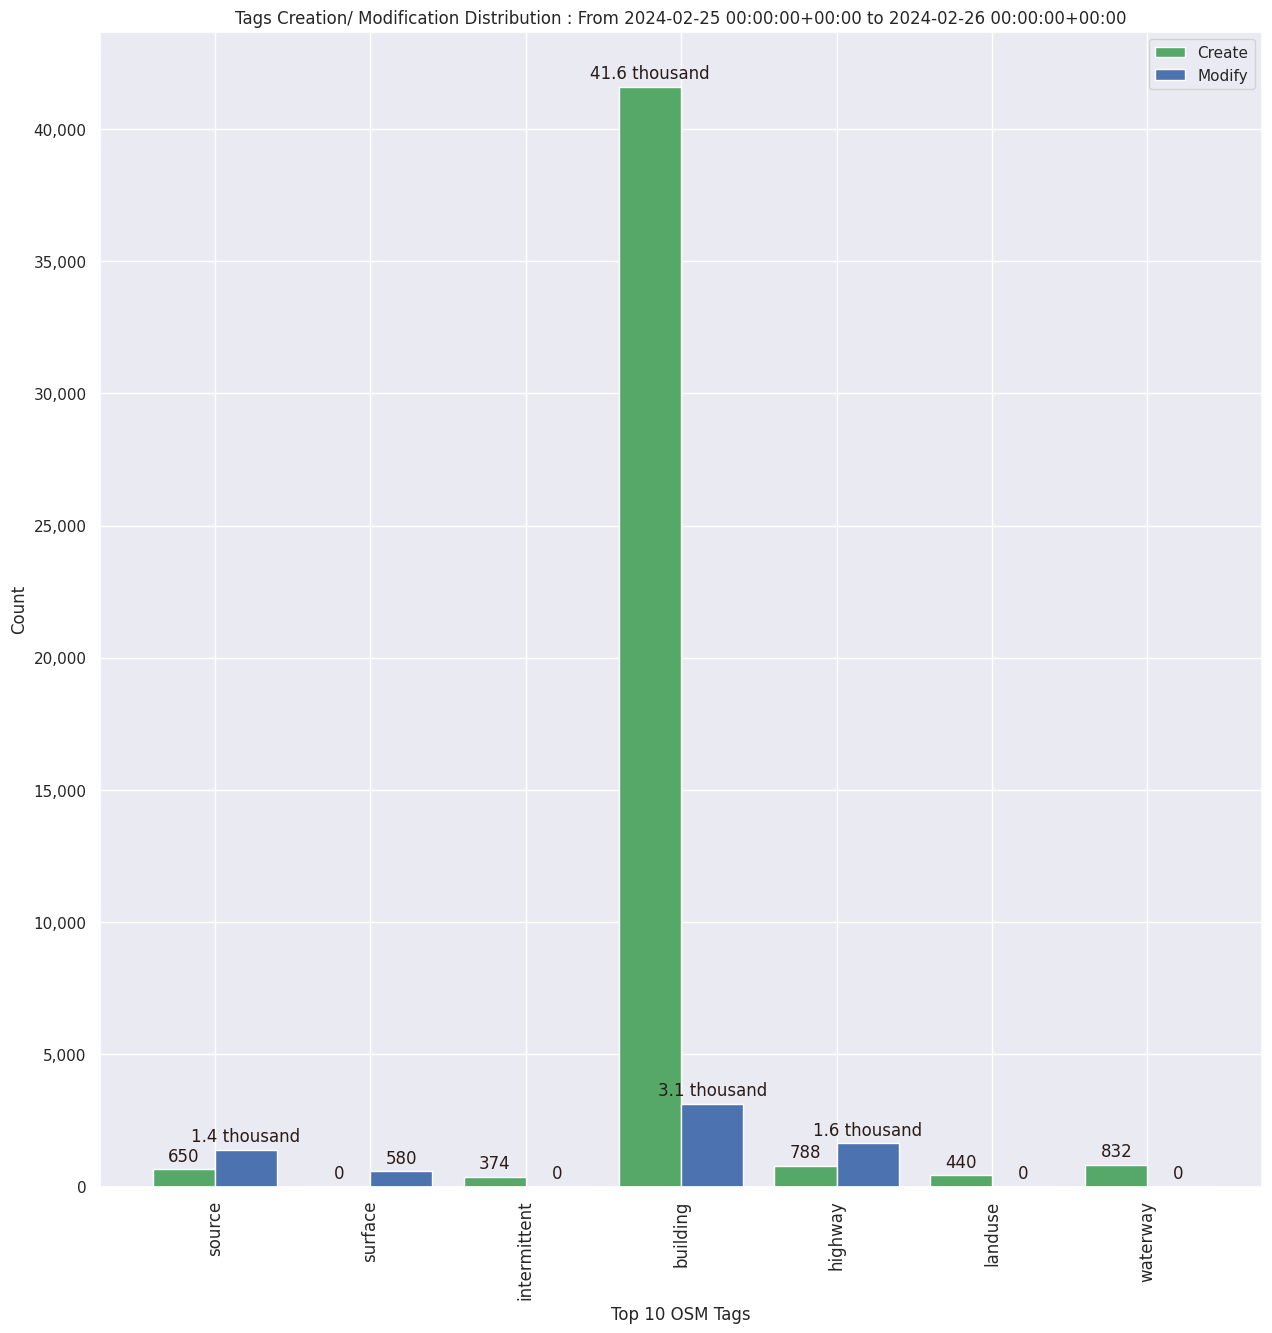 Tags Creation/ Modification Distribution : From 2024-02-25 00:00:00+00:00 to 2024-02-26 00:00:00+00:00
Create
Modify
41.6 thousand
40,000
35,000
30,000
25,000
20,000
15,000
10,000
5,000
0
Count
650
1.4 thousand
0
580
374
0
3.1 thousand
788
1.6 thousand
440
0
832
0
source
surface
intermittent
building
highway
landuse
waterway
Top 10 OSM Tags